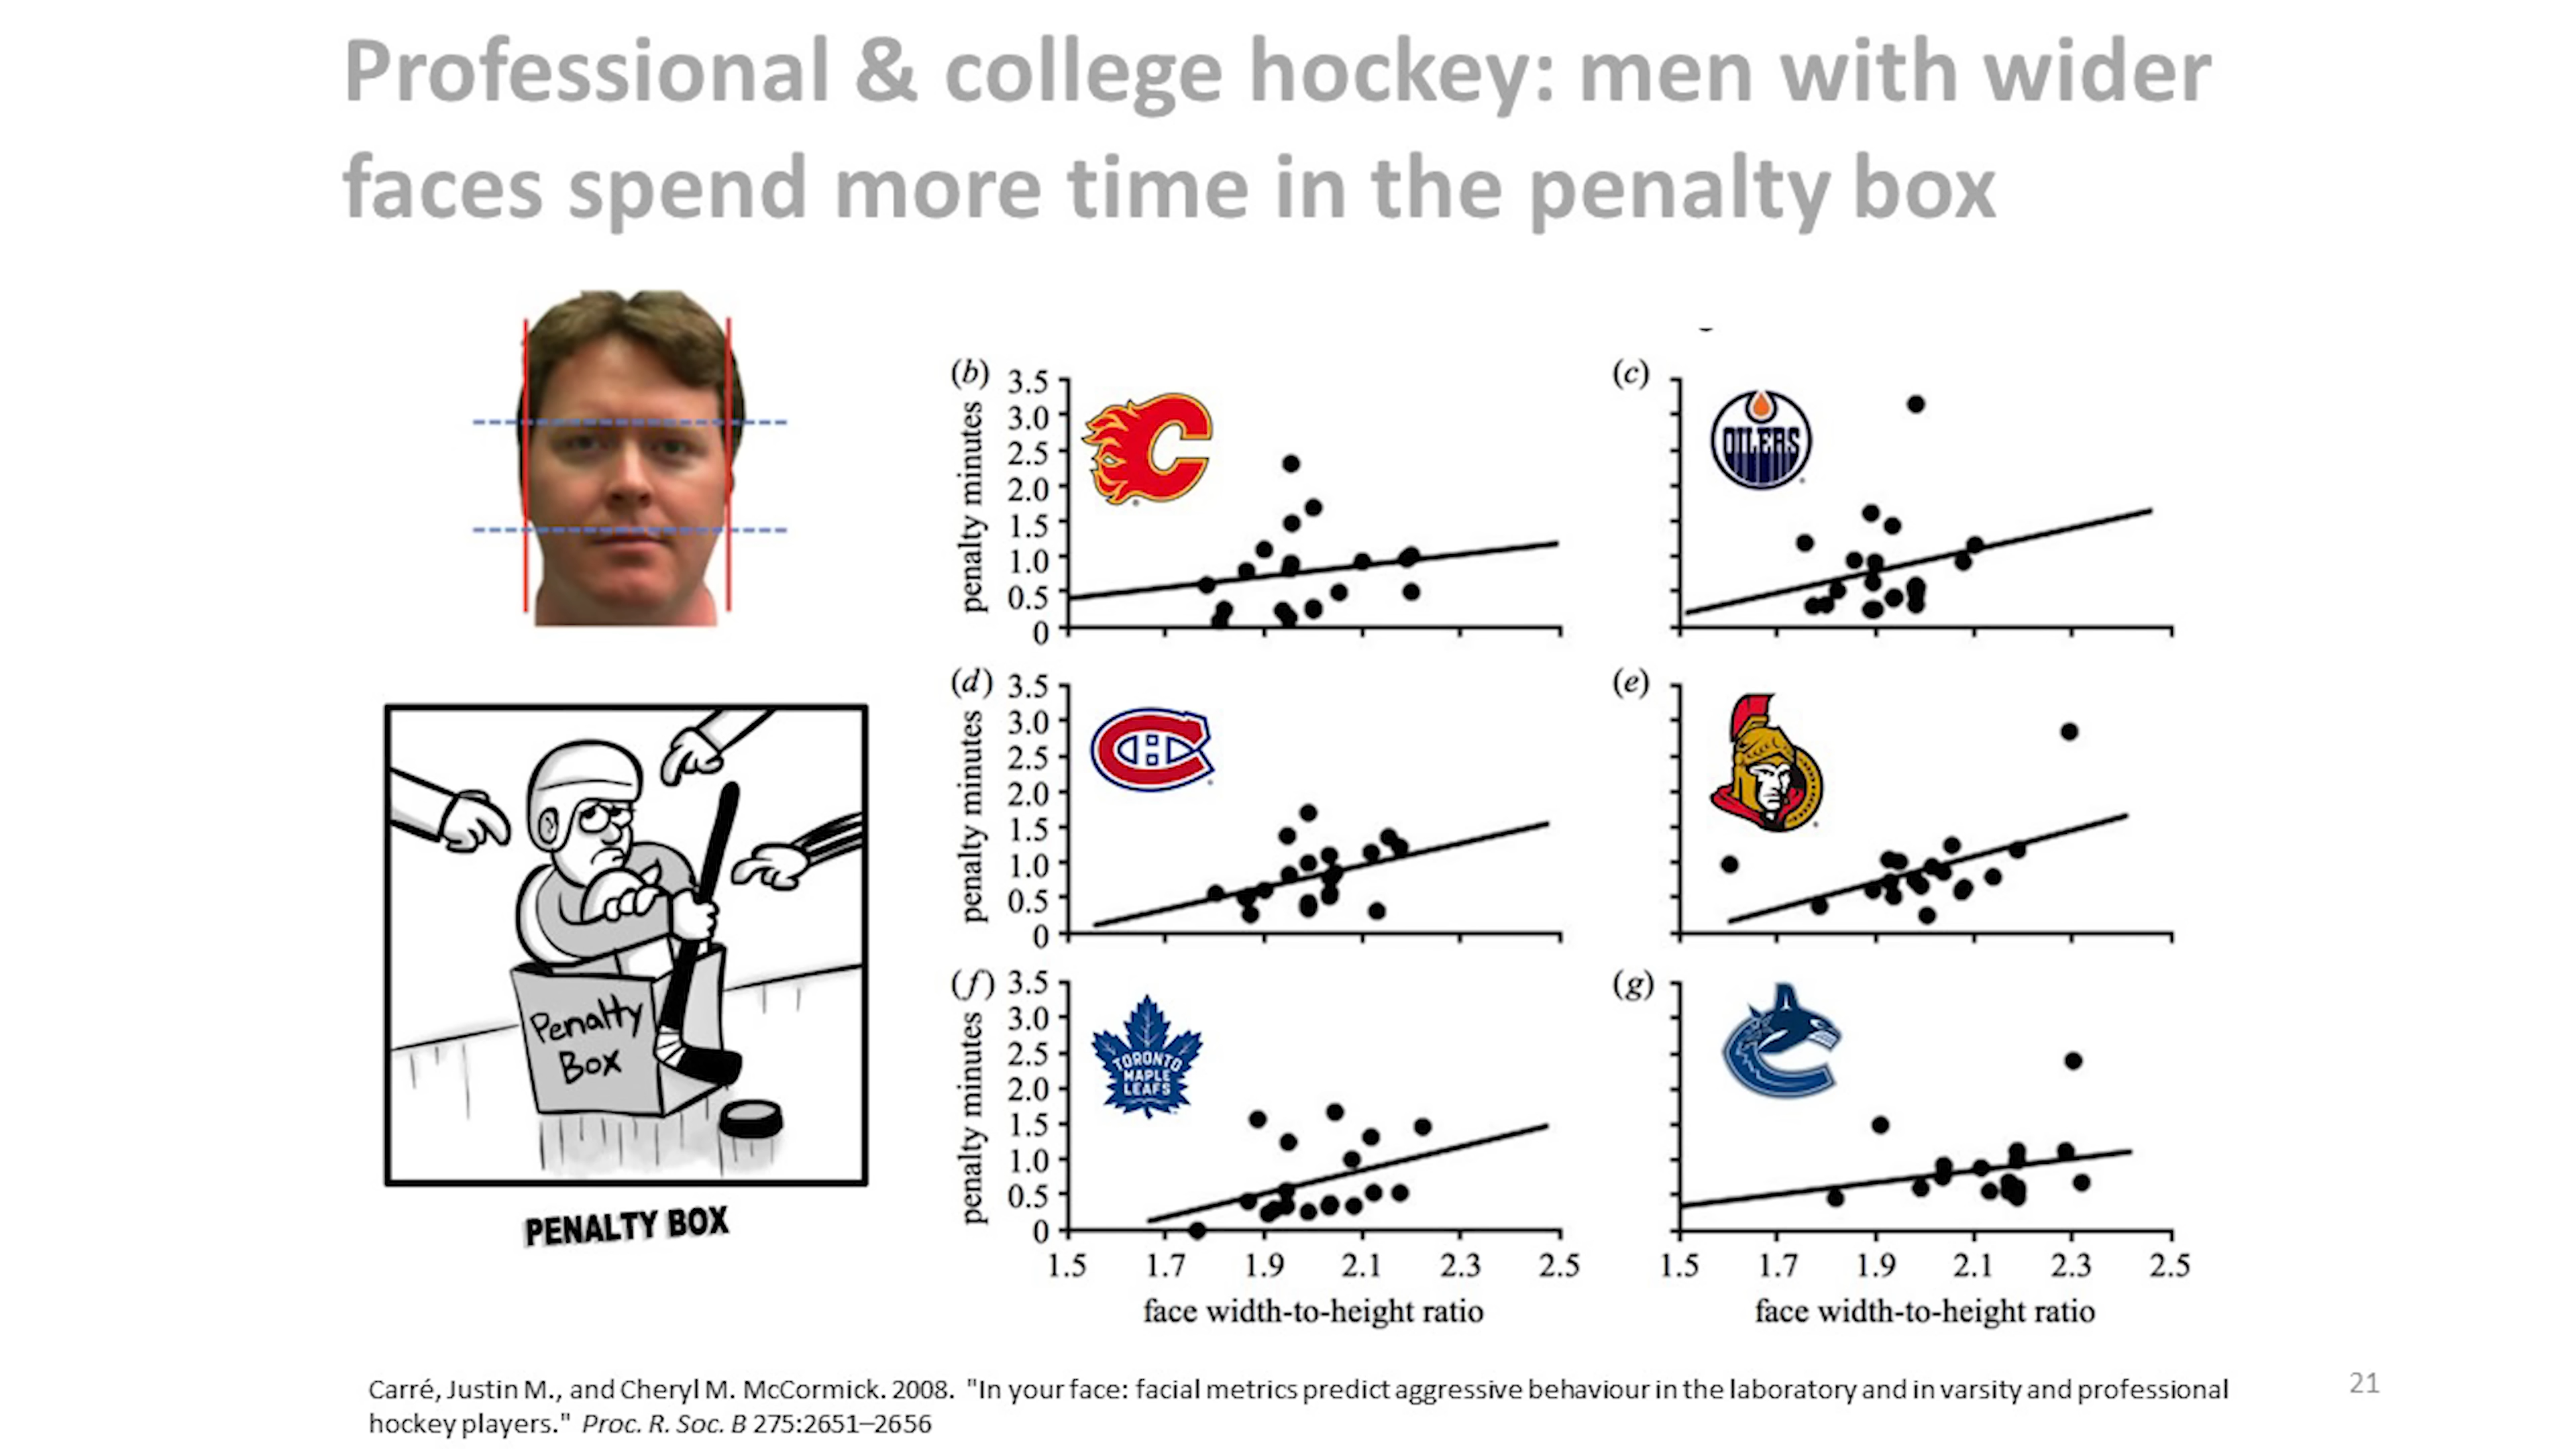 Professional & college hockey: men with wider
faces spend more time in the penalty box
(b)
3.5
3.0
2.5
2.0
1.5
1.0
0.5
0
penalty minutes
(c)
OILERS
(d)
3.5
3.0
2.5
2.0
1.5
1.0
0.5
0
penalty minutes
(e)
Penalty
Box
PENALTY BOX
(f)
3.5
3.0
2.5
2.0
1.5
1.0
0.5
0
penalty minutes
TORONTO
MAPLE
LEAFS
(g)
1.5 1.7 1.9 2.1 2.3 2.5
face width-to-height ratio
1.5 1.7 1.9 2.1 2.3 2.5
face width-to-height ratio
Carré, Justin M., and Cheryl M. McCormick. 2008. "In your face: facial metrics predict aggressive behaviour in the laboratory and in varsity and professional
hockey players." Proc. R. Soc. B 275:2651–2656
21